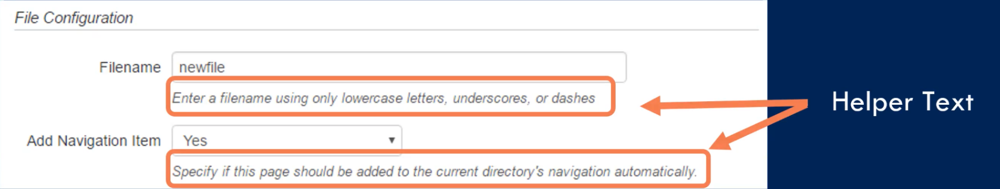 File Configuration
Filename newfile
Enter a filename using only lowercase letters, underscores, or dashes
Helper Text
Add Navigation Item Yes
Specify if this page should be added to the current directory's navigation automatically.